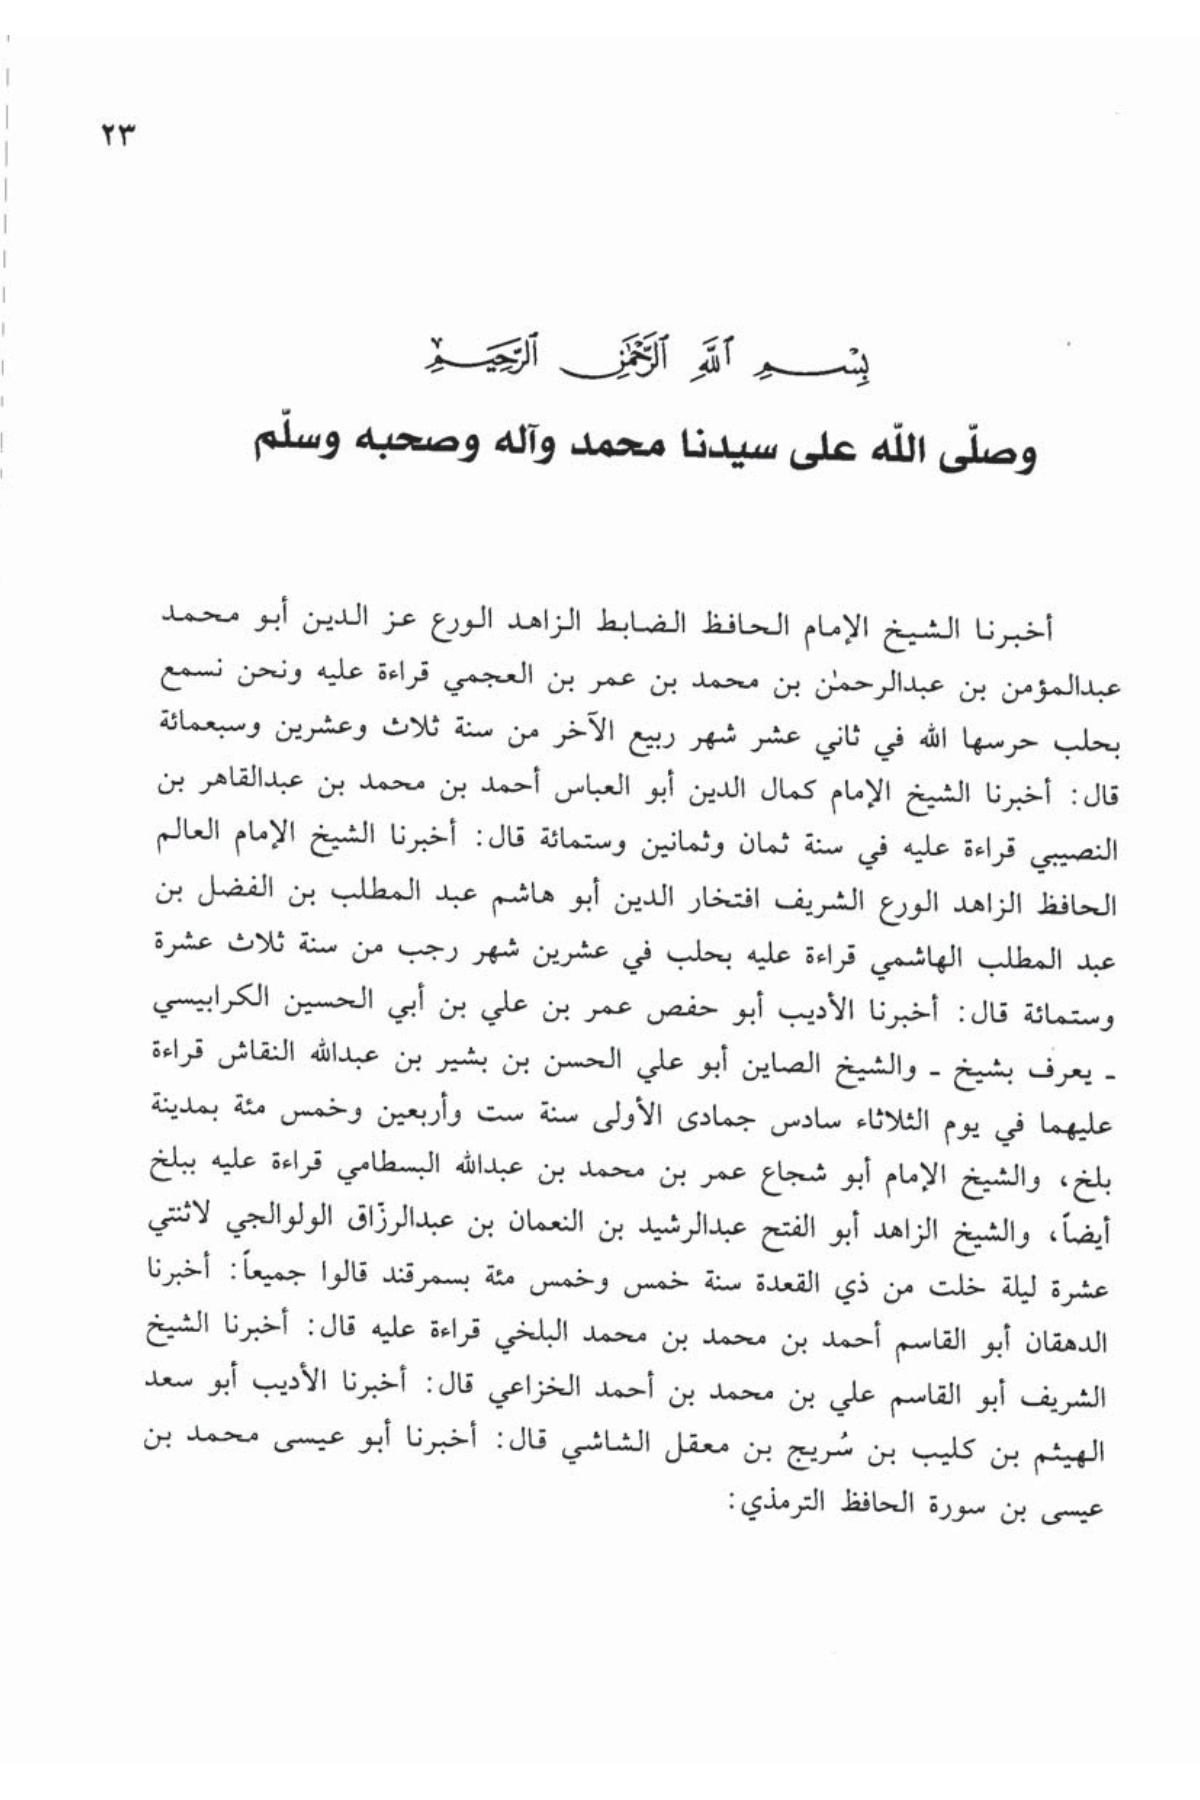 ٢٣
بِسْمِ ٱللَّهِ ٱلرَّحْمَٰنِ ٱلرَّحِيمِ
وصلّى اللّه على سيدنا محمد وآله وصحبه وسلّم
أخبرنا الشيخ الإمام الحافظ الضابط الزاهد الورع عز الدين أبو محمد
عبدالمؤمن بن عبدالرحمٰن بن محمد بن عمر بن العجمي قراءة عليه ونحن نسمع
بحلب حرسها الله في ثاني عشر شهر ربيع الآخر من سنة ثلاث وعشرين وسبعمائة
قال: أخبرنا الشيخ الإمام كمال الدين أبو العباس أحمد بن محمد بن عبدالقاهر بن
النصيبي قراءة عليه في سنة ثمان وثمانين وستمائة قال: أخبرنا الشيخ الإمام العالم
الحافظ الزاهد الورع الشريف افتخار الدين أبو هاشم عبد المطلب بن الفضل بن
عبد المطلب الهاشمي قراءة عليه بحلب في عشرين شهر رجب من سنة ثلاث عشرة
وستمائة قال: أخبرنا الأديب أبو حفص عمر بن علي بن أبي الحسين الكرابيسي
ـ يعرف بشيخ ـ والشيخ الصاين أبو علي الحسن بن بشير بن عبدالله النقاش قراءة
عليهما في يوم الثلاثاء سادس جمادى الأولى سنة ست وأربعين وخمس مئة بمدينة
بلخ، والشيخ الإمام أبو شجاع عمر بن محمد بن عبدالله البسطامي قراءة عليه ببلخ
أيضاً، والشيخ الزاهد أبو الفتح عبدالرشيد بن النعمان بن عبدالرزّاق الولوالجي لاثنتي
عشرة ليلة خلت من ذي القعدة سنة خمس وخمس مئة بسمرقند قالوا جميعاً: أخبرنا
الدهقان أبو القاسم أحمد بن محمد بن محمد البلخي قراءة عليه قال: أخبرنا الشيخ
الشريف أبو القاسم علي بن محمد بن أحمد الخزاعي قال: أخبرنا الأديب أبو سعد
الهيثم بن كليب بن سُريج بن معقل الشاشي قال: أخبرنا أبو عيسى محمد بن
عيسى بن سورة الحافظ الترمذي: